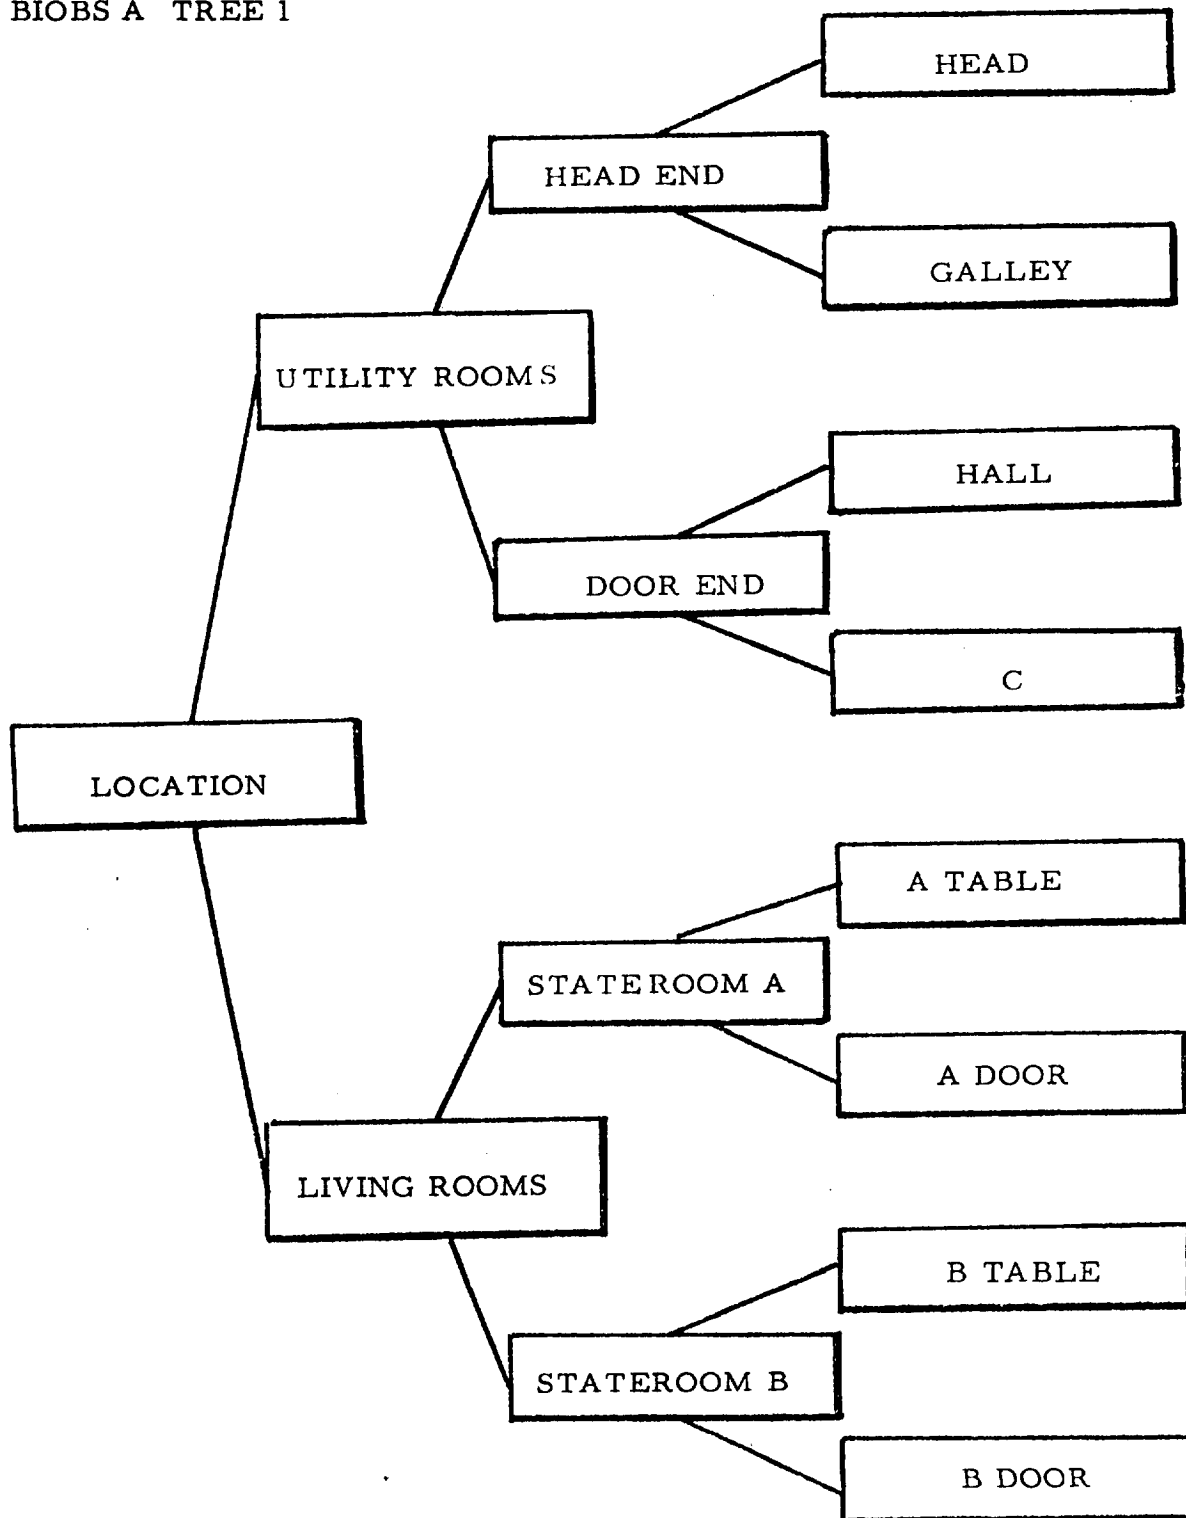 BIOBS A TREE 1
HEAD
HEAD END
GALLEY
UTILITY ROOMS
HALL
DOOR END
C
LOCATION
A TABLE
STATEROOM A
A DOOR
LIVING ROOMS
B TABLE
STATEROOM B
B DOOR